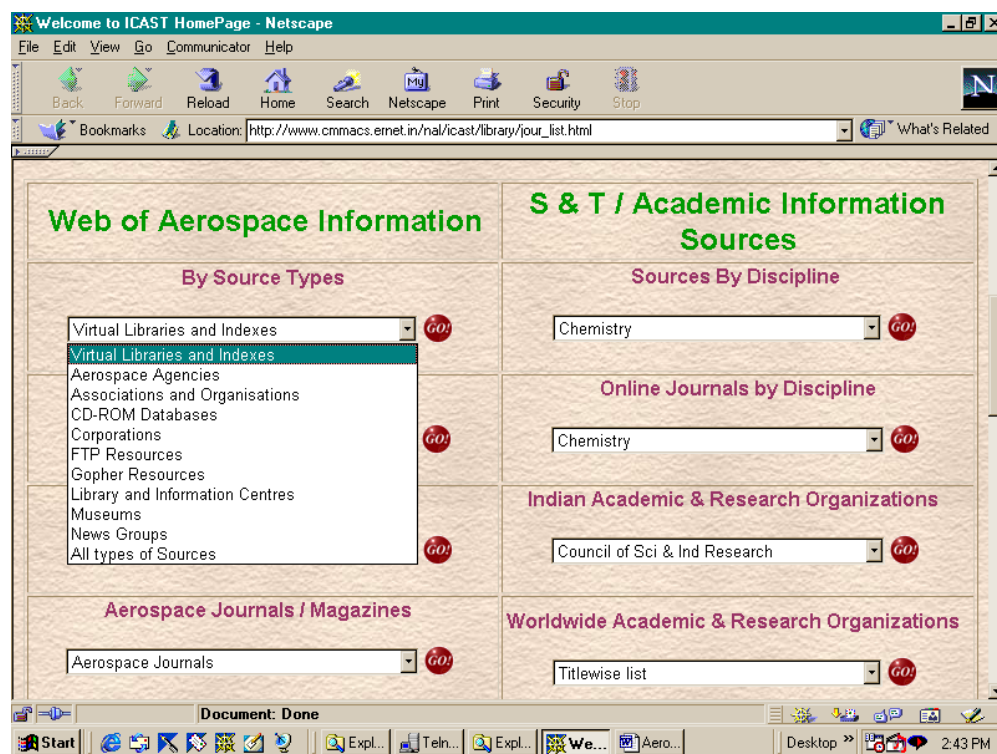 Welcome to ICAST HomePage - Netscape
File Edit View Go Communicator Help
My
Back Forward Reload Home Search Netscape Print Security Stop
N
Bookmarks Location: http://www.cmmacs.ernet.in/nal/icast/library/jour_list.html What's Related
Web of Aerospace Information
S & T / Academic Information
Sources
By Source Types
Sources By Discipline
Virtual Libraries and Indexes GO!
Chemistry GO!
Virtual Libraries and Indexes
Aerospace Agencies
Associations and Organisations
CD-ROM Databases
Corporations
FTP Resources
Gopher Resources
Library and Information Centres
Museums
News Groups
All types of Sources
GO!
GO!
Online Journals by Discipline
Chemistry GO!
Indian Academic & Research Organizations
Council of Sci & Ind Research GO!
Aerospace Journals / Magazines
Aerospace Journals GO!
Worldwide Academic & Research Organizations
Titlewise list GO!
Document: Done
Start Expl... Teln... Expl... We... Aero... Desktop » 2:43 PM